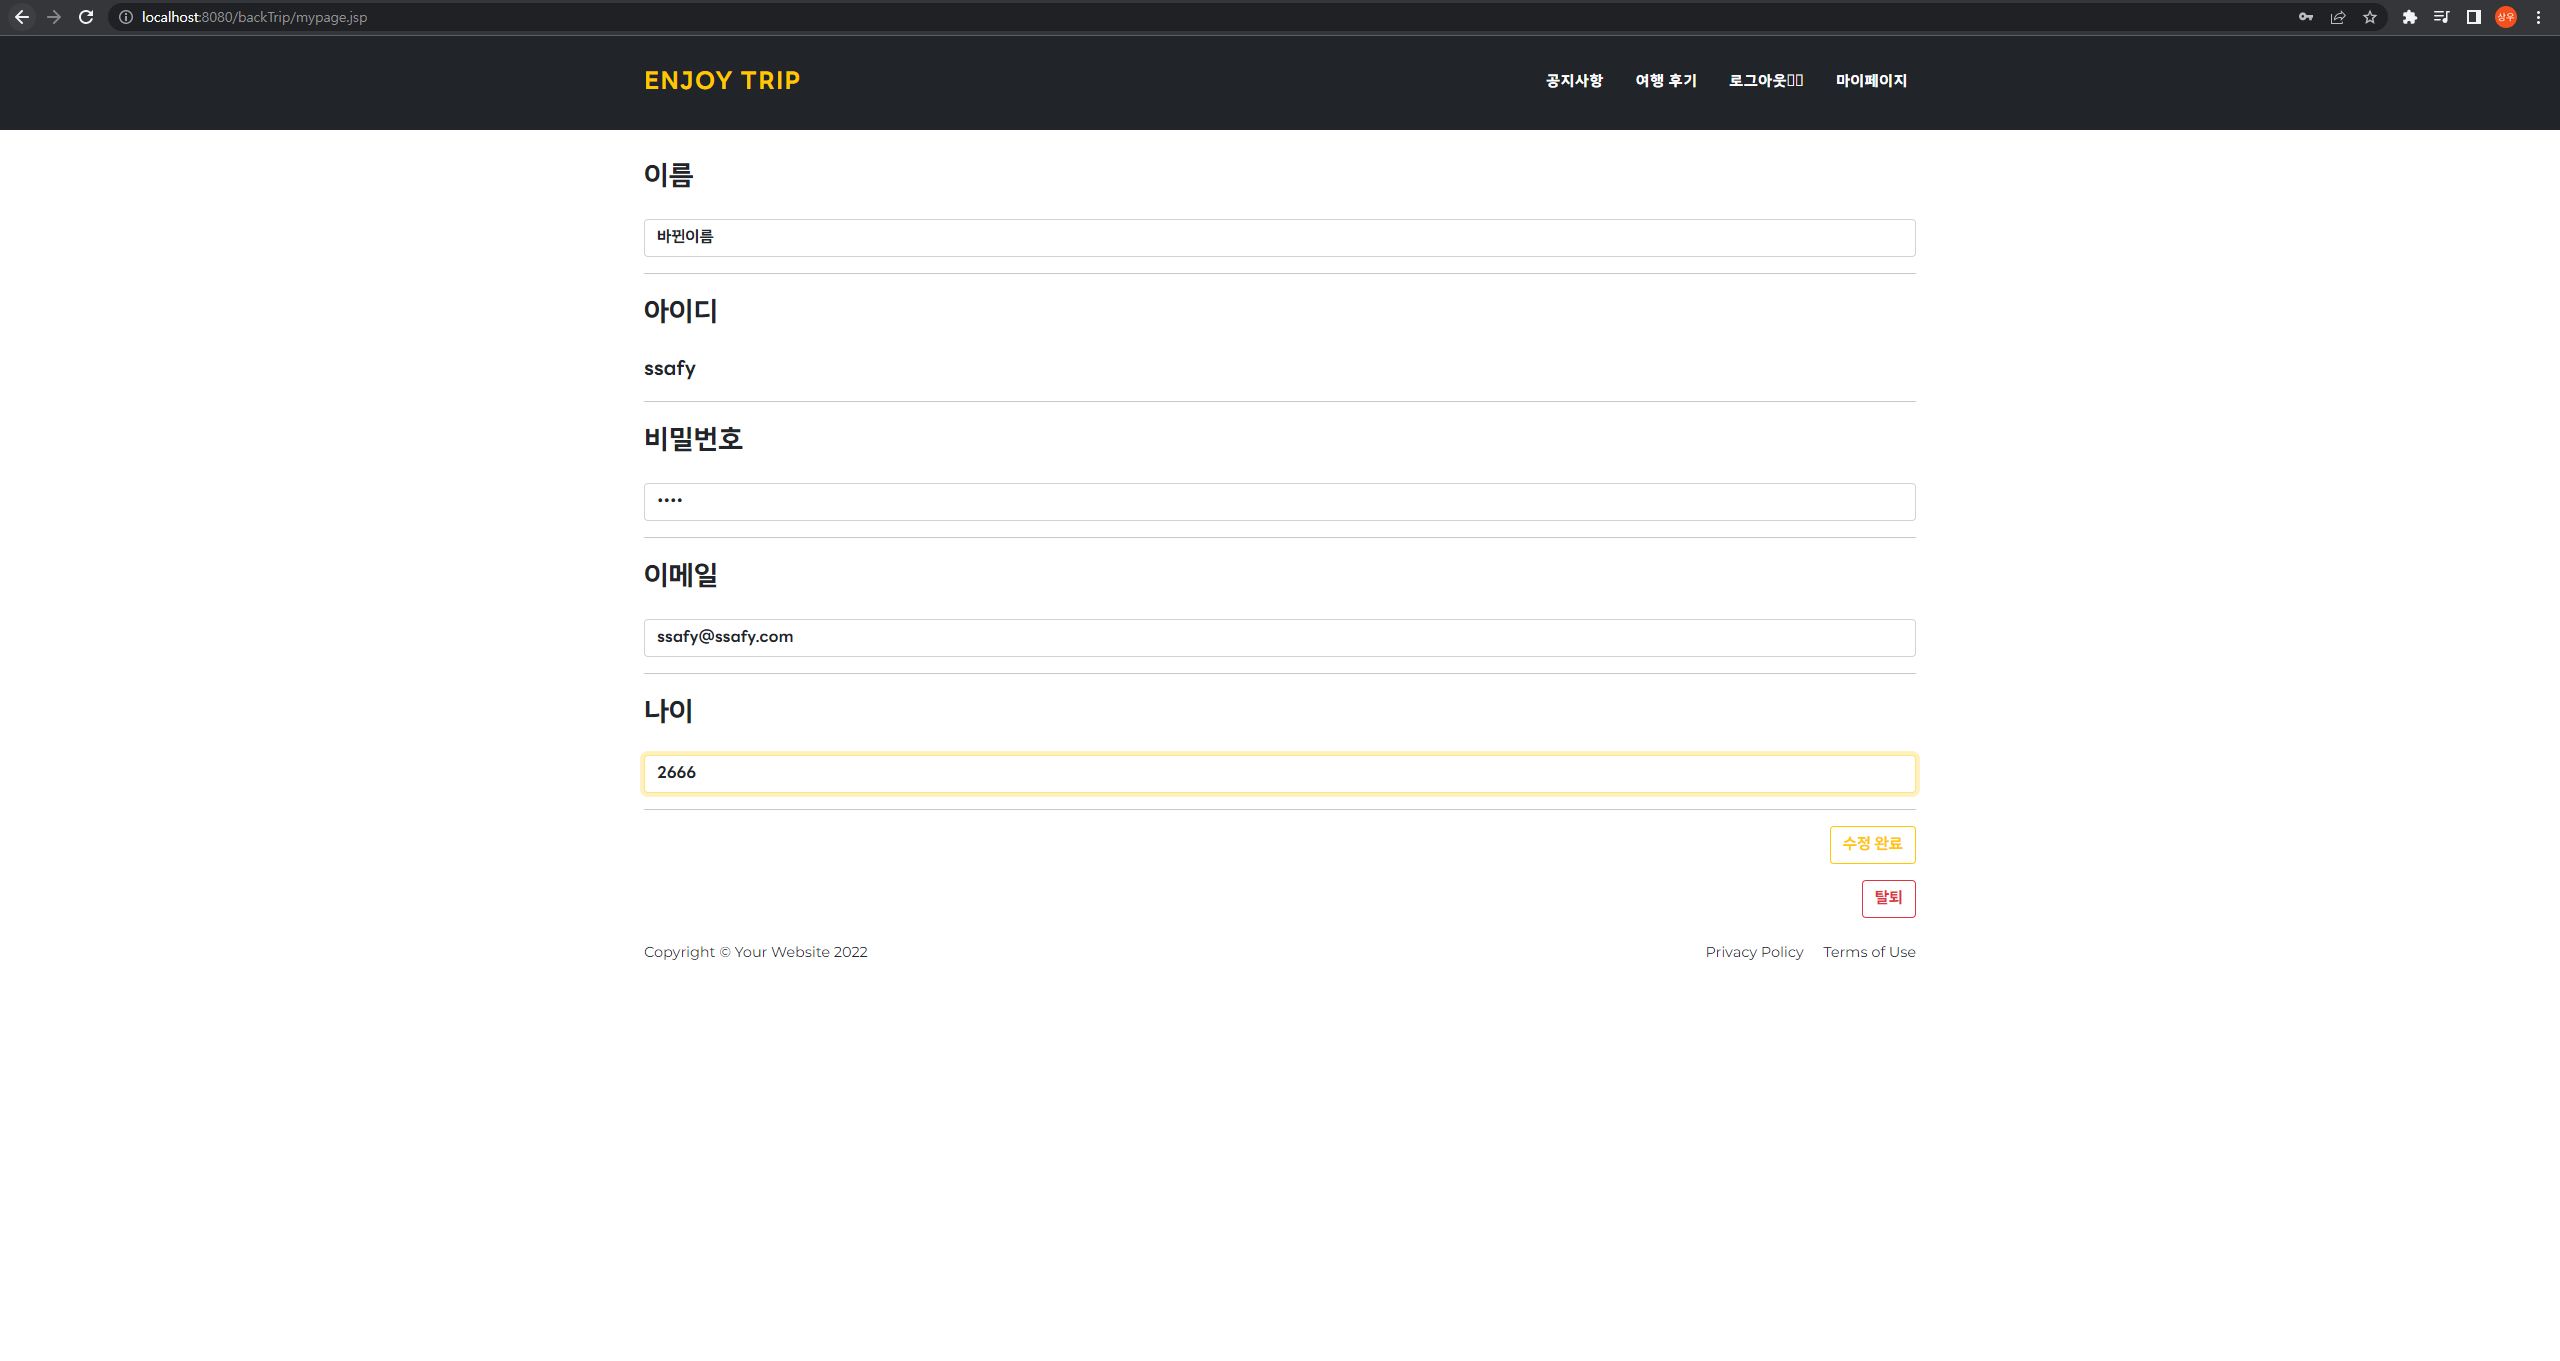 localhost:8080/backTrip/mypage.jsp
상우
ENJOY TRIP
공지사항 여행 후기 로그아웃 마이페이지
이름
바뀐이름
아이디
ssafy
비밀번호
••••
이메일
ssafy@ssafy.com
나이
2666
수정 완료
탈퇴
Copyright © Your Website 2022
Privacy Policy Terms of Use